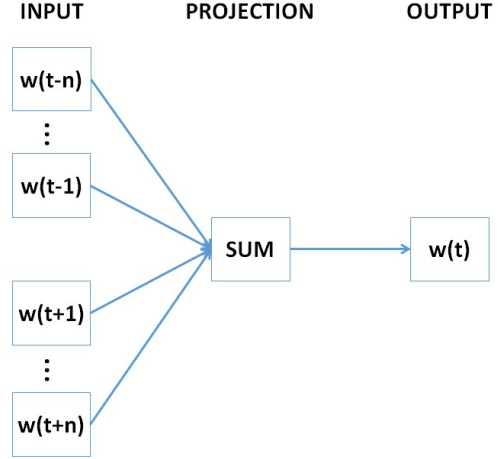 INPUT PROJECTION OUTPUT
w(t-n)
⋮
w(t-1)
SUM
w(t)
w(t+1)
⋮
w(t+n)